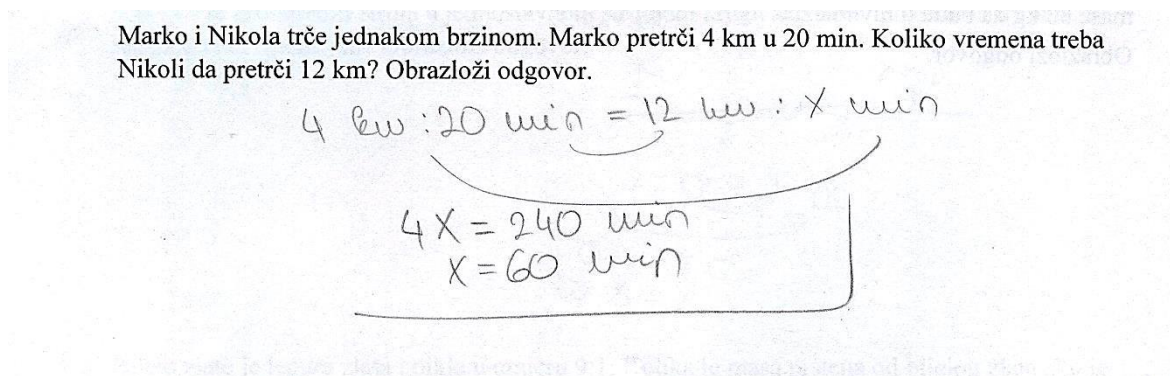 Marko i Nikola trče jednakom brzinom. Marko pretrči 4 km u 20 min. Koliko vremena treba
Nikoli da pretrči 12 km? Obrazloži odgovor.
4 km : 20 min = 12 km : X min
4X = 240 min
X = 60 min